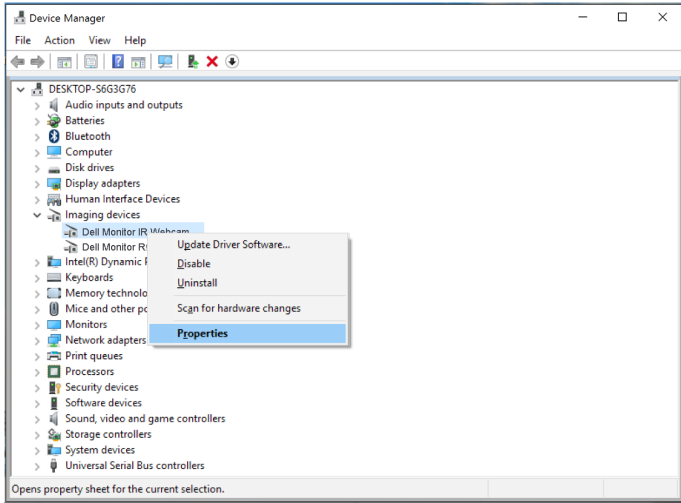 Device Manager
File Action View Help
DESKTOP-S6G3G76
Audio inputs and outputs
Batteries
Bluetooth
Computer
Disk drives
Display adapters
Human Interface Devices
Imaging devices
Dell Monitor IR Webcam
Dell Monitor
Update Driver Software...
Intel(R) Dynamic
Disable
Keyboards
Uninstall
Memory technolo
Mice and other po
Scan for hardware changes
Monitors
Network adapters
Properties
Print queues
Processors
Security devices
Software devices
Sound, video and game controllers
Storage controllers
System devices
Universal Serial Bus controllers
Opens property sheet for the current selection.